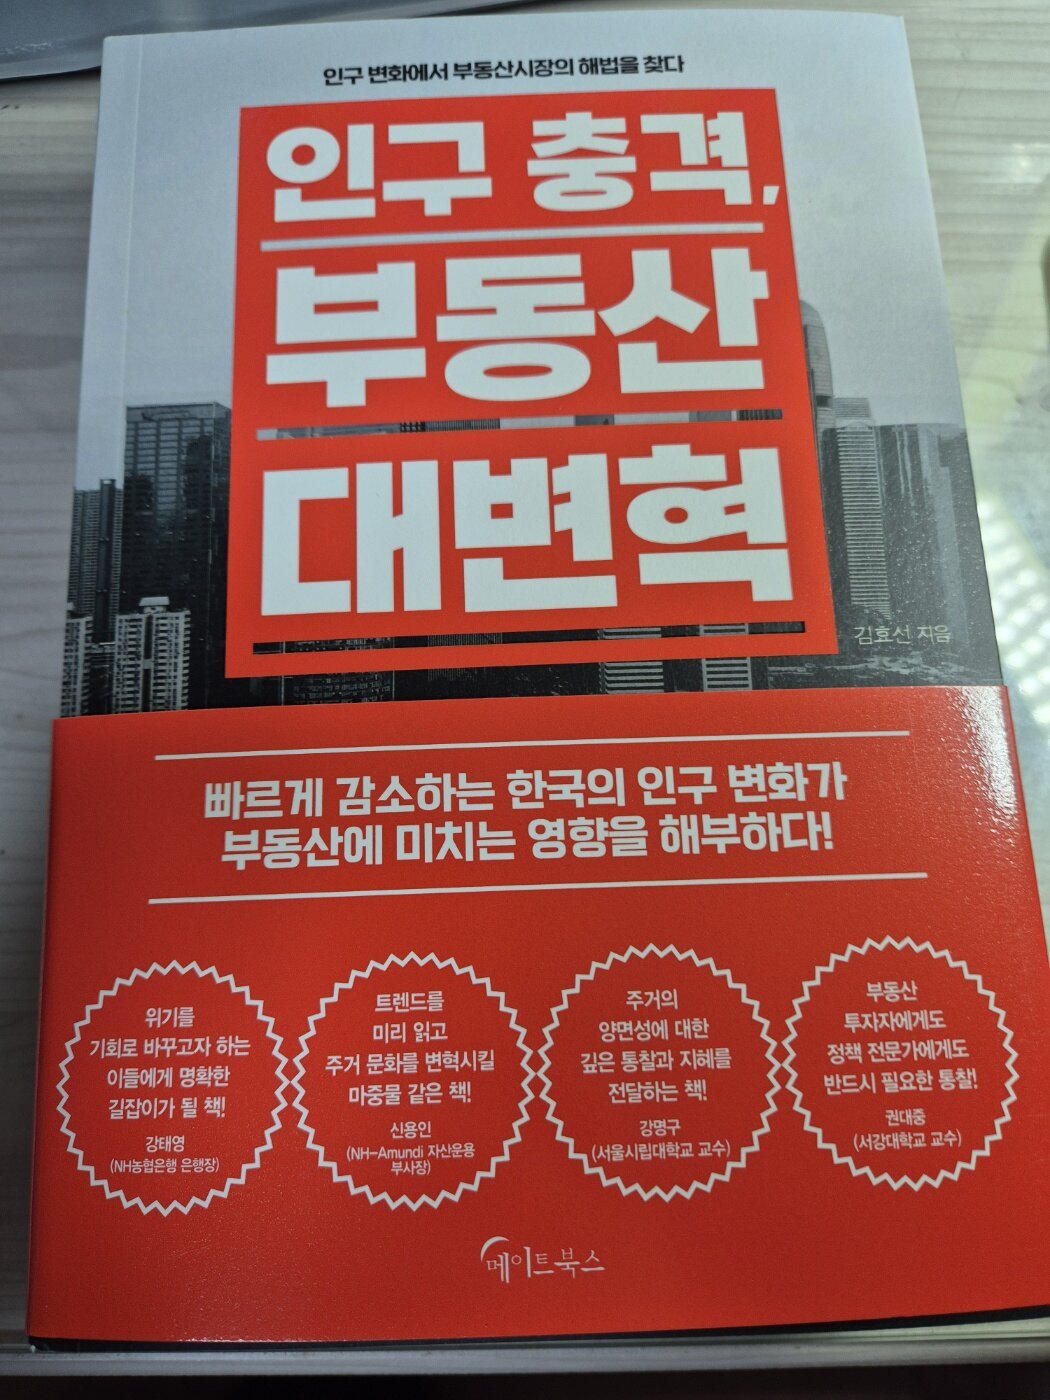 인구 변화에서 부동산시장의 해법을 찾다
인구 충격,
부동산
대변혁
김효선 지음
빠르게 감소하는 한국의 인구 변화가
부동산에 미치는 영향을 해부하다!
위기를
기회로 바꾸고자 하는
이들에게 명확한
길잡이가 될 책!
강태영
(NH농협은행 은행장)
트렌드를
미리 읽고
주거 문화를 변혁시킬
마중물 같은 책!
신용인
(NH-Amundi 자산운용
부사장)
주거의
양면성에 대한
깊은 통찰과 지혜를
전달하는 책!
강명구
(서울시립대학교 교수)
부동산
투자자에게도
정책 전문가에게도
반드시 필요한 통찰!
권대중
(서강대학교 교수)
메이트북스